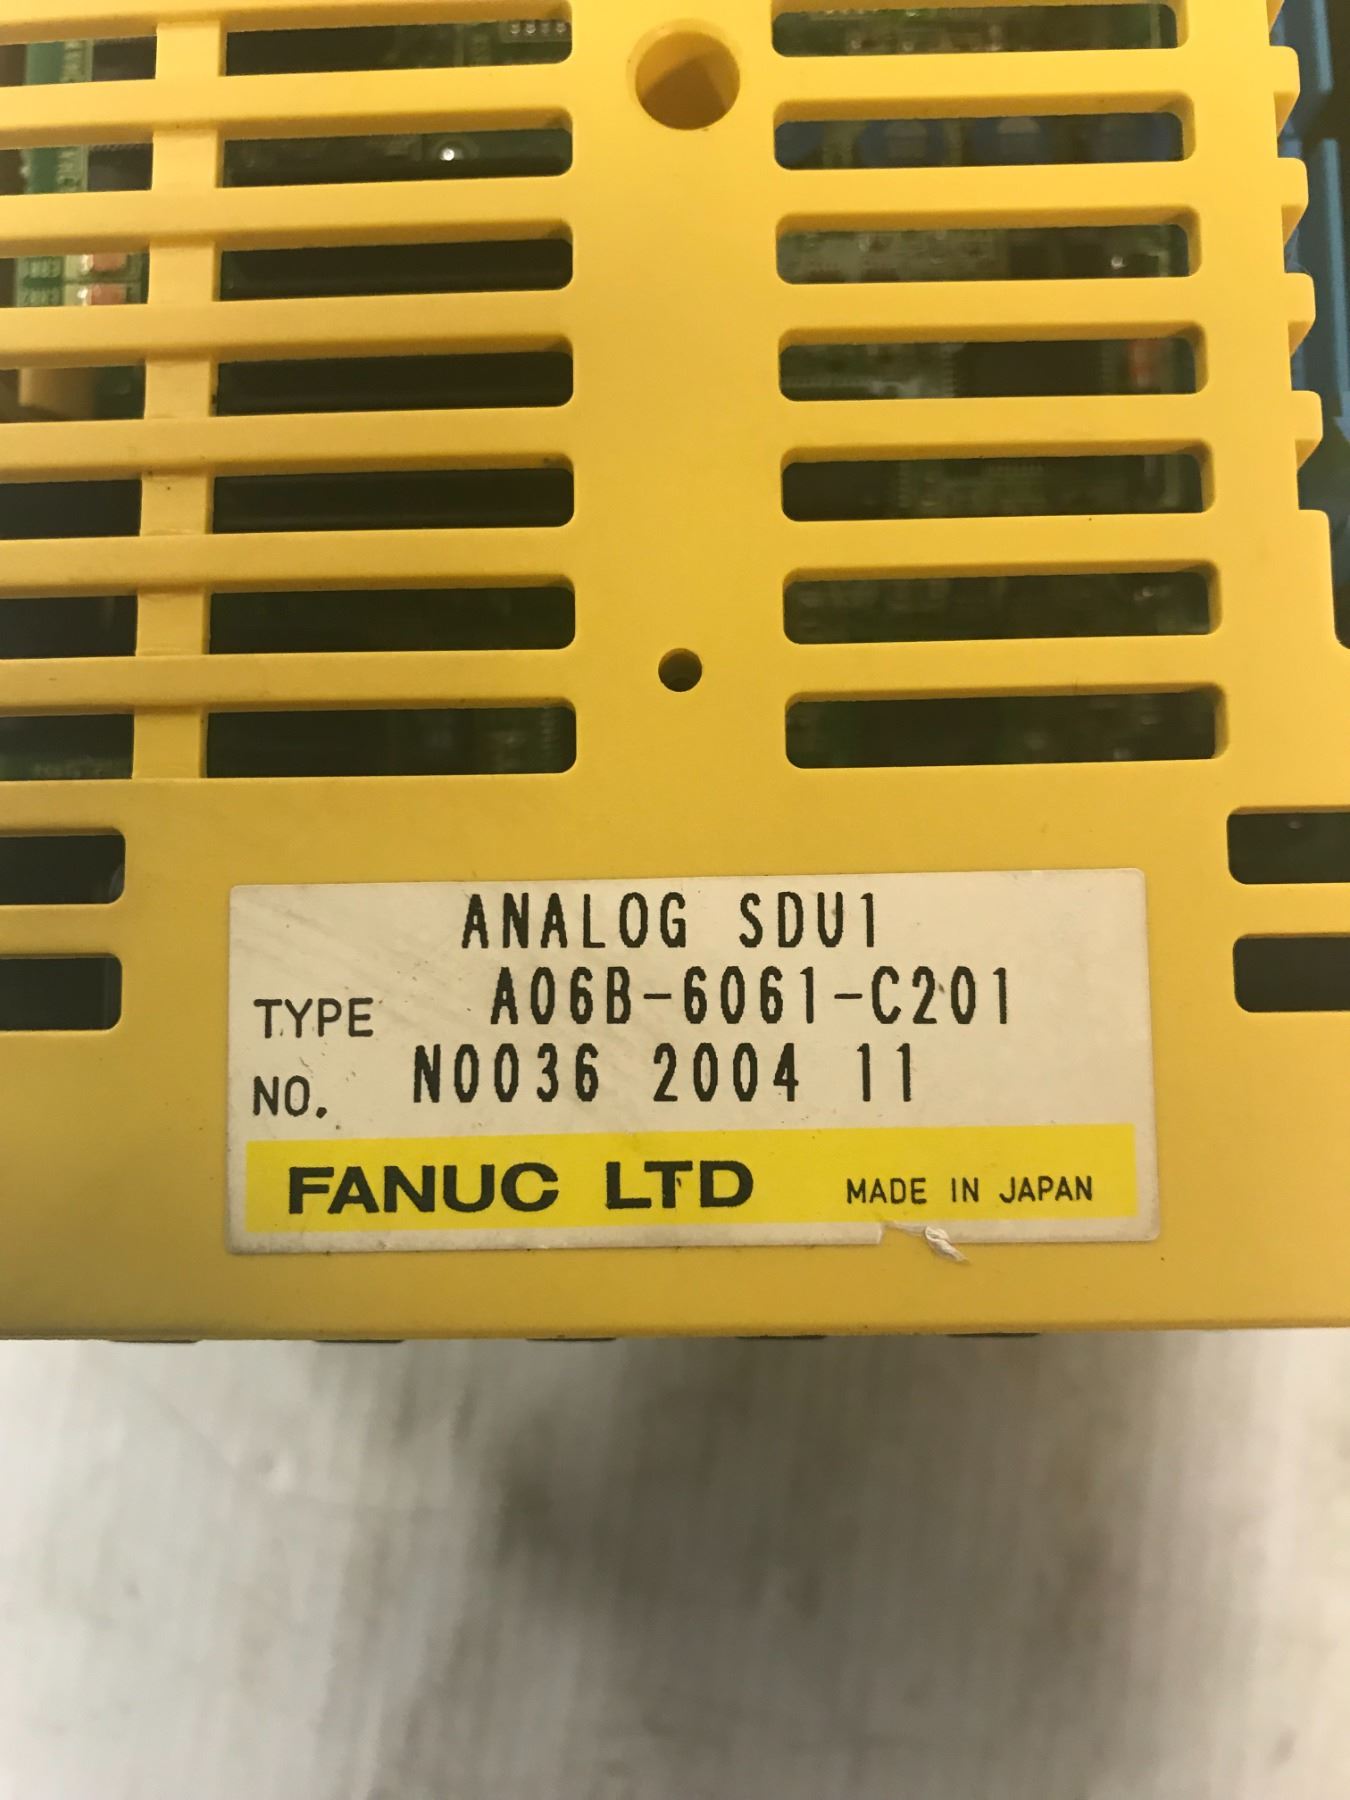 ANALOG SDU1
TYPE A06B-6061-C201
NO. N0036 2004 11
FANUC LTD MADE IN JAPAN